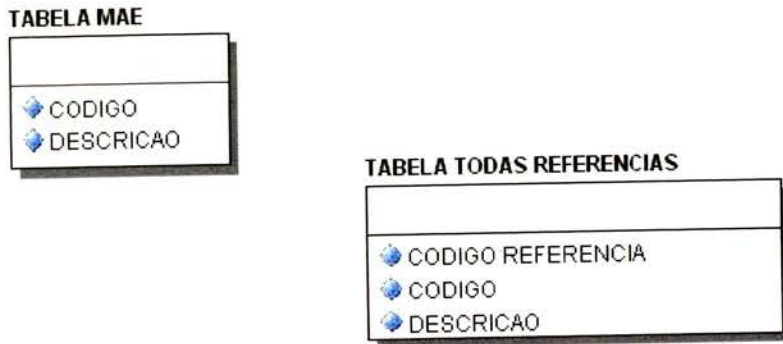 TABELA MAE
CODIGO
DESCRICAO
TABELA TODAS REFERENCIAS
CODIGO REFERENCIA
CODIGO
DESCRICAO